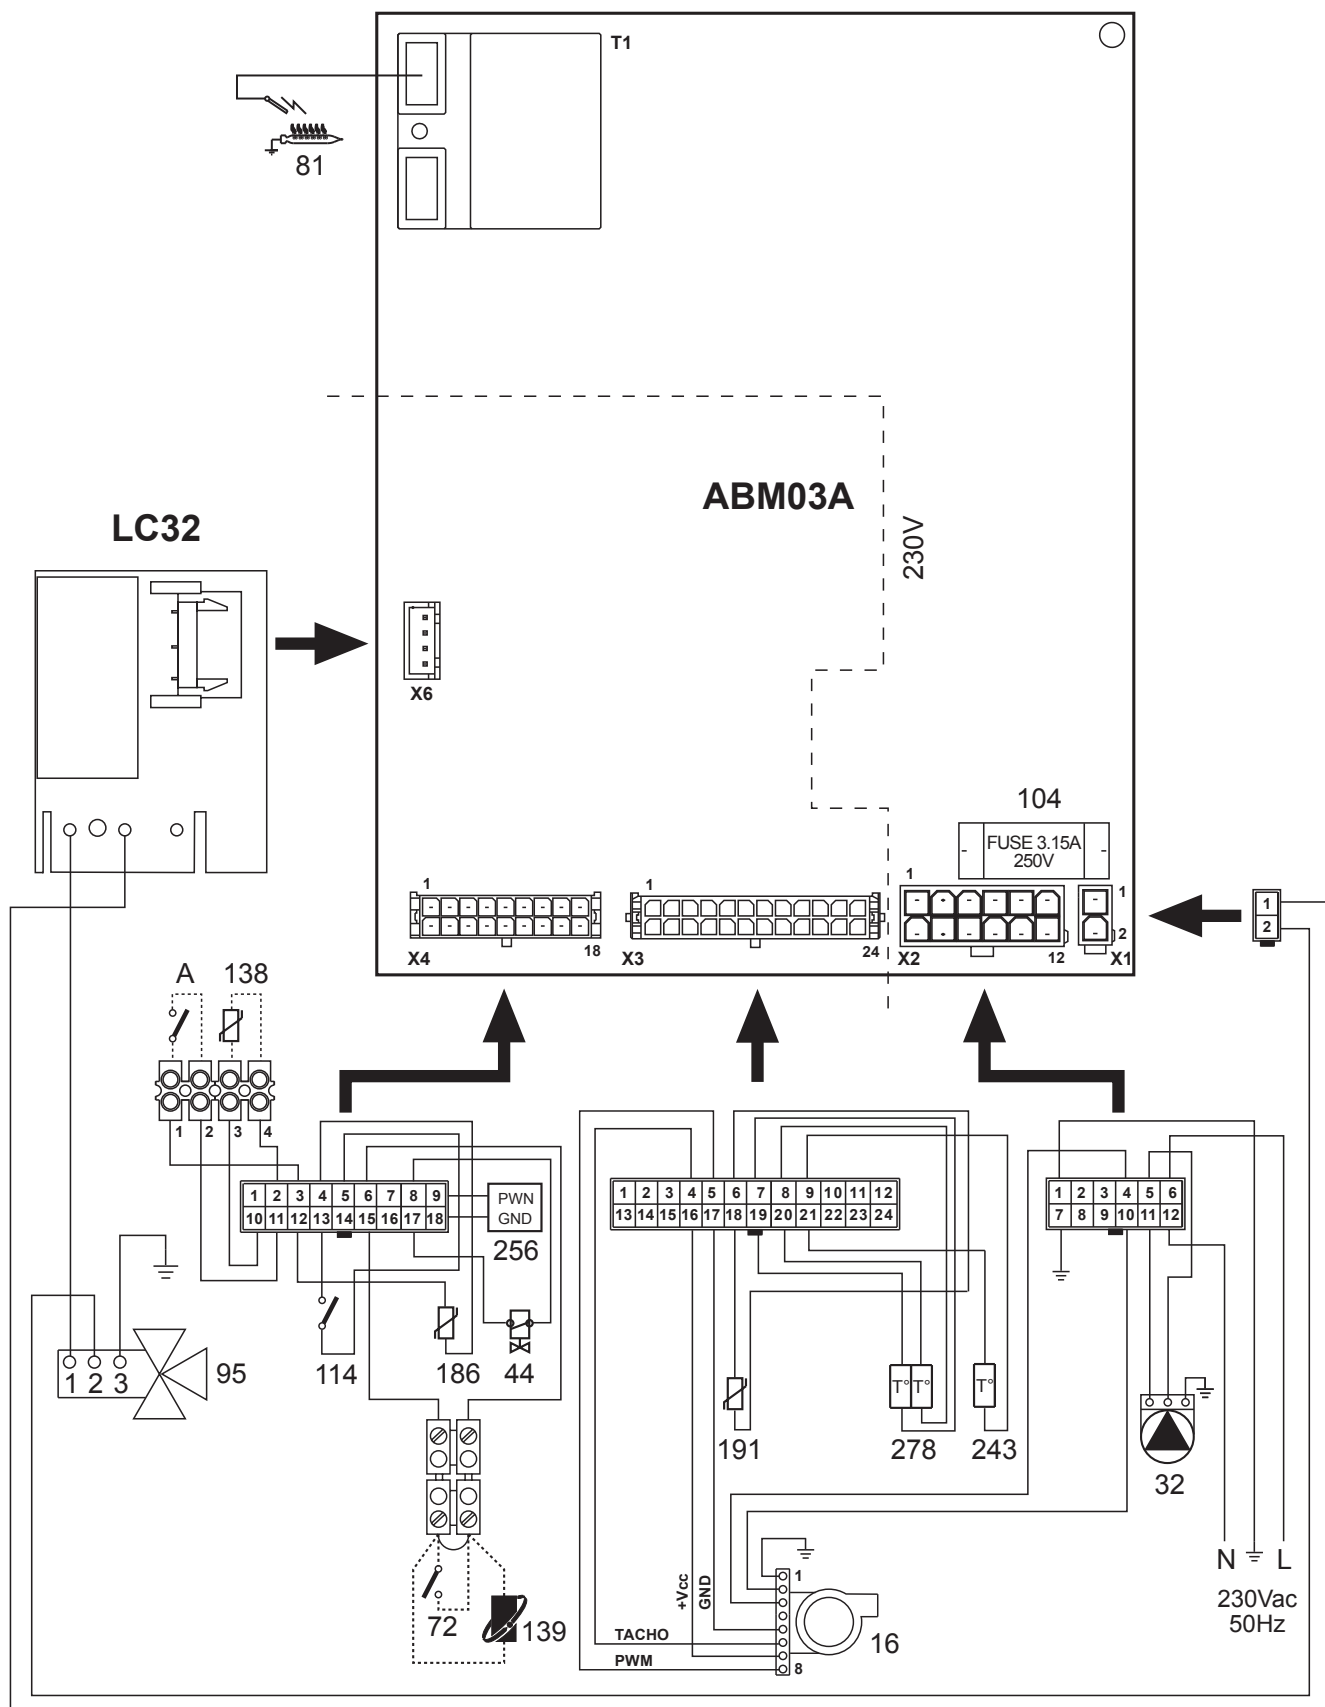 T1
81
ABM03A
230V
LC32
X6
104
FUSE 3.15A
250V
1
18
X4
1
24
X3
1
12
X2
1
2
X1
1
2
A 138
1 2 3 4
1 2 3 4 5 6 7 8 9
10 11 12 13 14 15 16 17 18
PWN
GND
256
1 2 3 4 5 6 7 8 9 10 11 12
13 14 15 16 17 18 19 20 21 22 23 24
1 2 3 4 5 6
7 8 9 10 11 12
1 2 3
95
114
186
44
T° T°
T°
191
278
243
32
N L
230Vac
50Hz
72
139
+Vcc
GND
TACHO
PWM
1
8
16